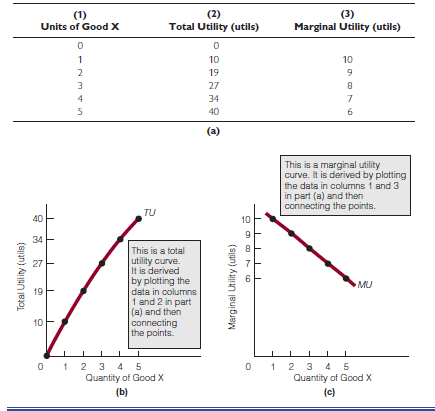 (1) (2) (3)
Units of Good X Total Utility (utils) Marginal Utility (utils)
0 0
1 10 10
2 19 9
3 27 8
4 34 7
5 40 6
(a)
Total Utility (utils)
40
34
27
19
10
0 1 2 3 4 5
Quantity of Good X
(b)
TU
This is a total
utility curve.
It is derived
by plotting the
data in columns
1 and 2 in part
(a) and then
connecting
the points.
This is a marginal utility
curve. It is derived by plotting
the data in columns 1 and 3
in part (a) and then
connecting the points.
Marginal Utility (utils)
10
9
8
7
6
MU
0 1 2 3 4 5
Quantity of Good X
(c)